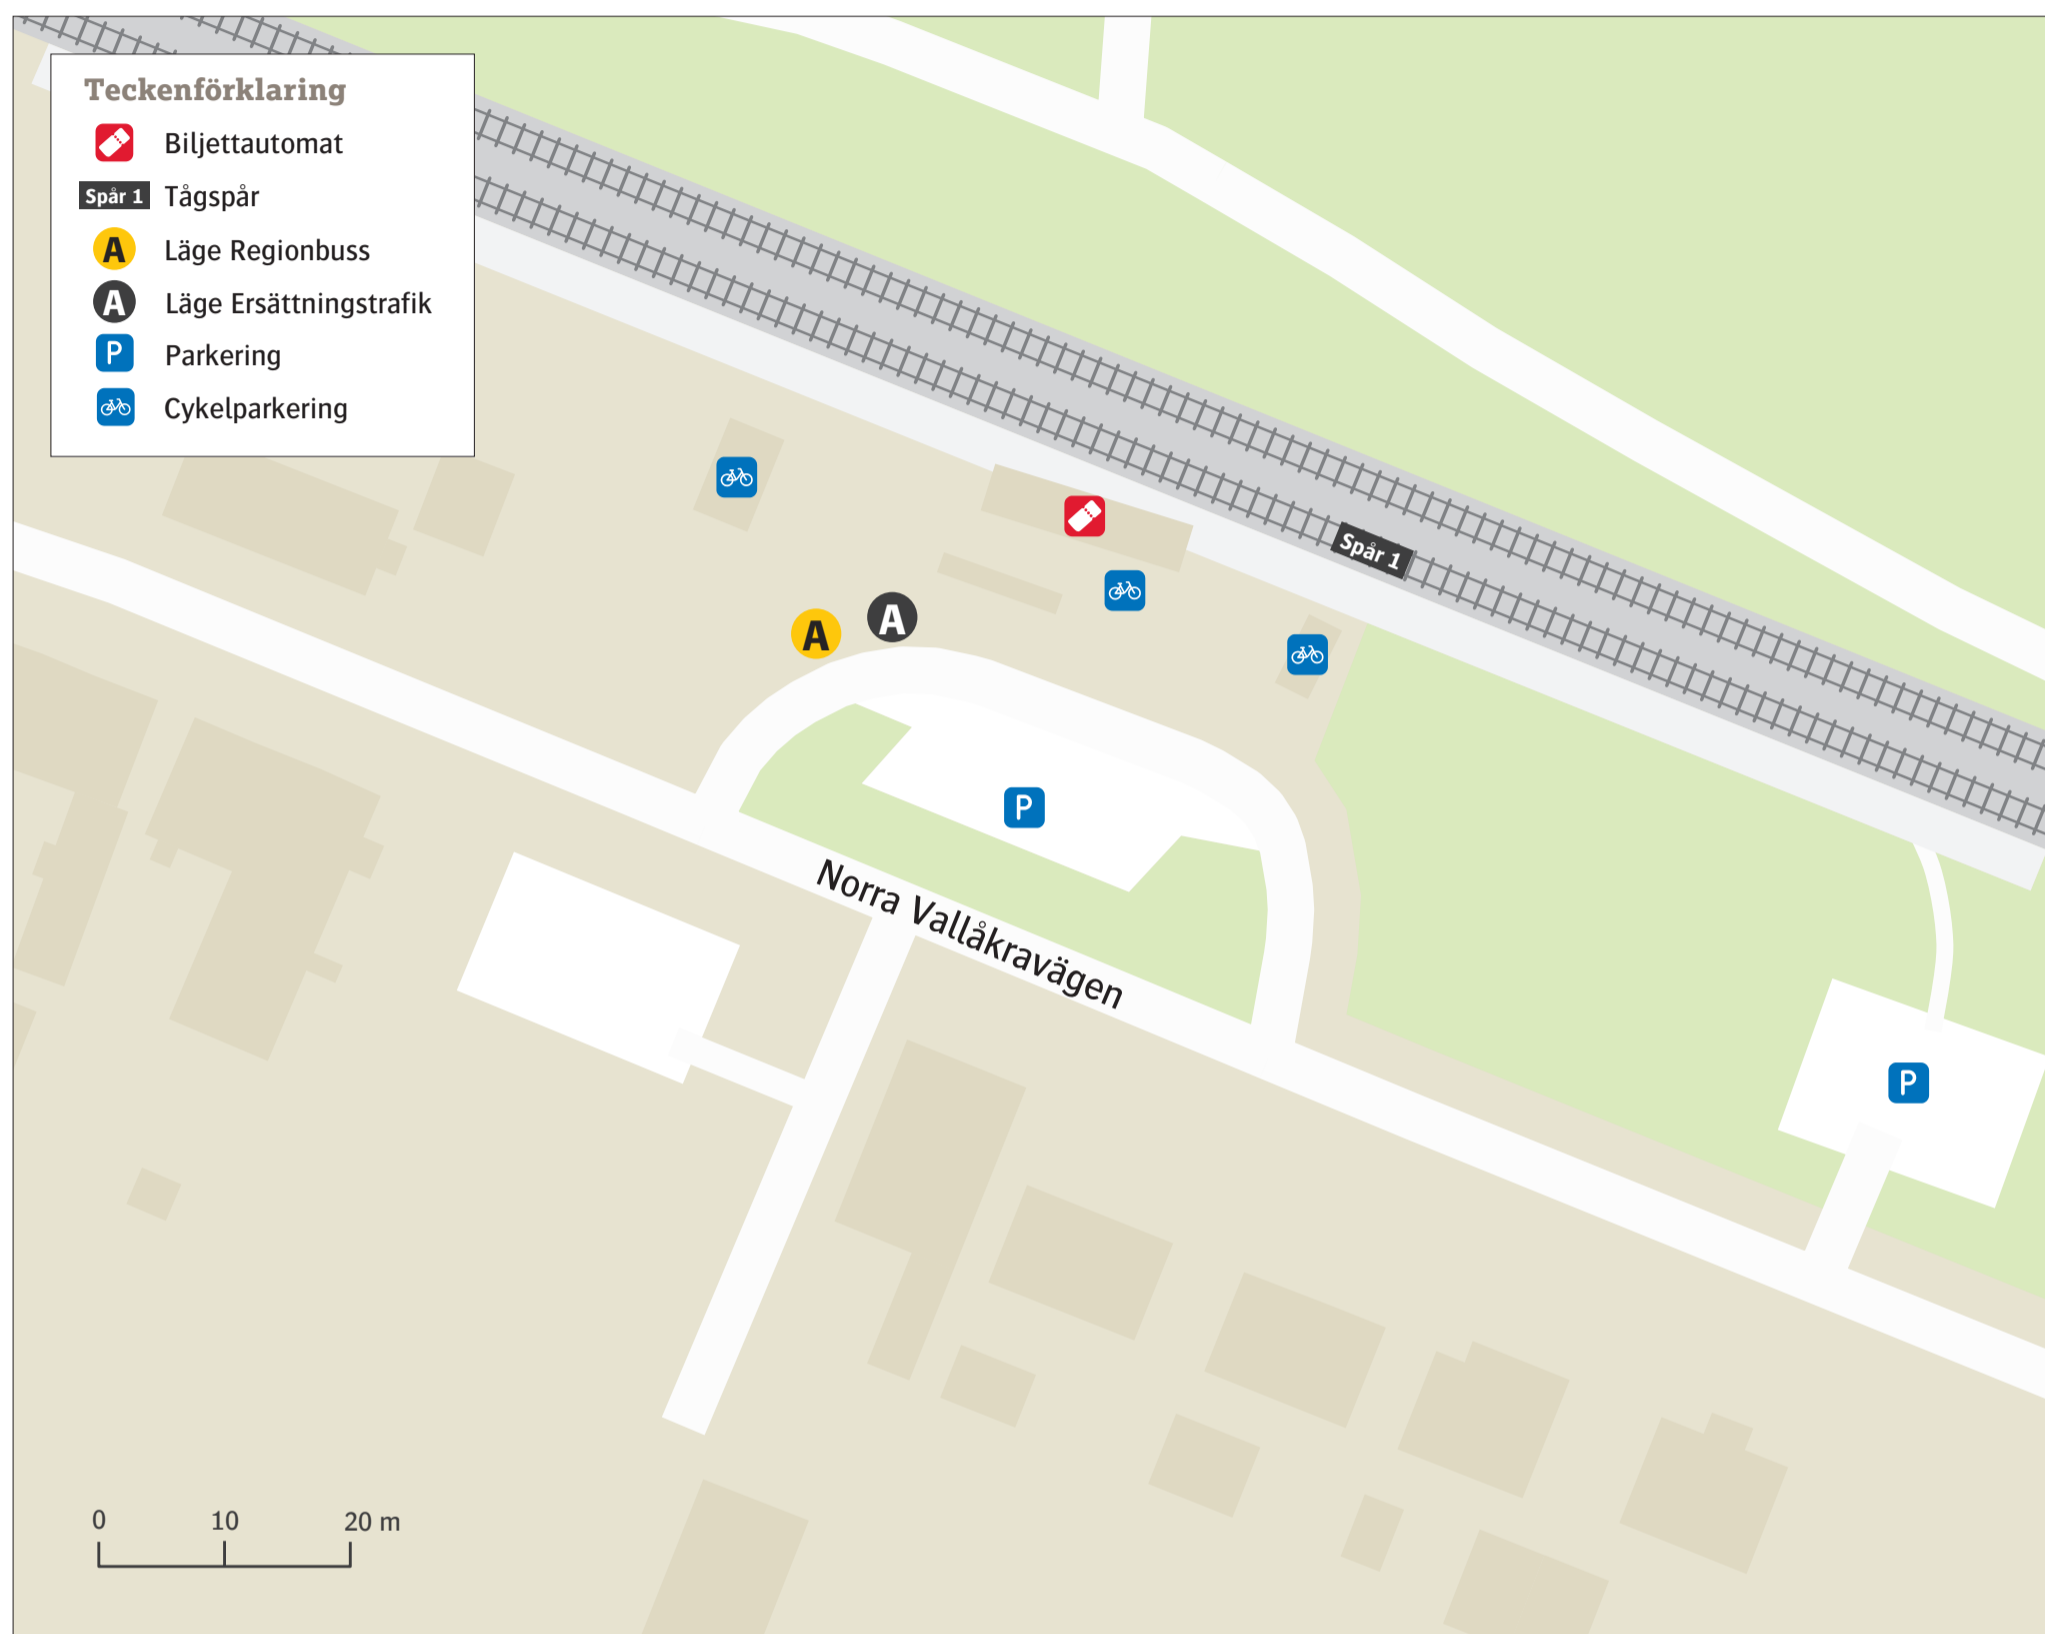 Teckenförklaring
Biljettautomat
Spår 1 Tågspår
A Läge Regionbuss
A Läge Ersättningstrafik
P Parkering
Cykelparkering
Spår 1
A
A
P
Norra Vallåkravägen
P
0 10 20 m